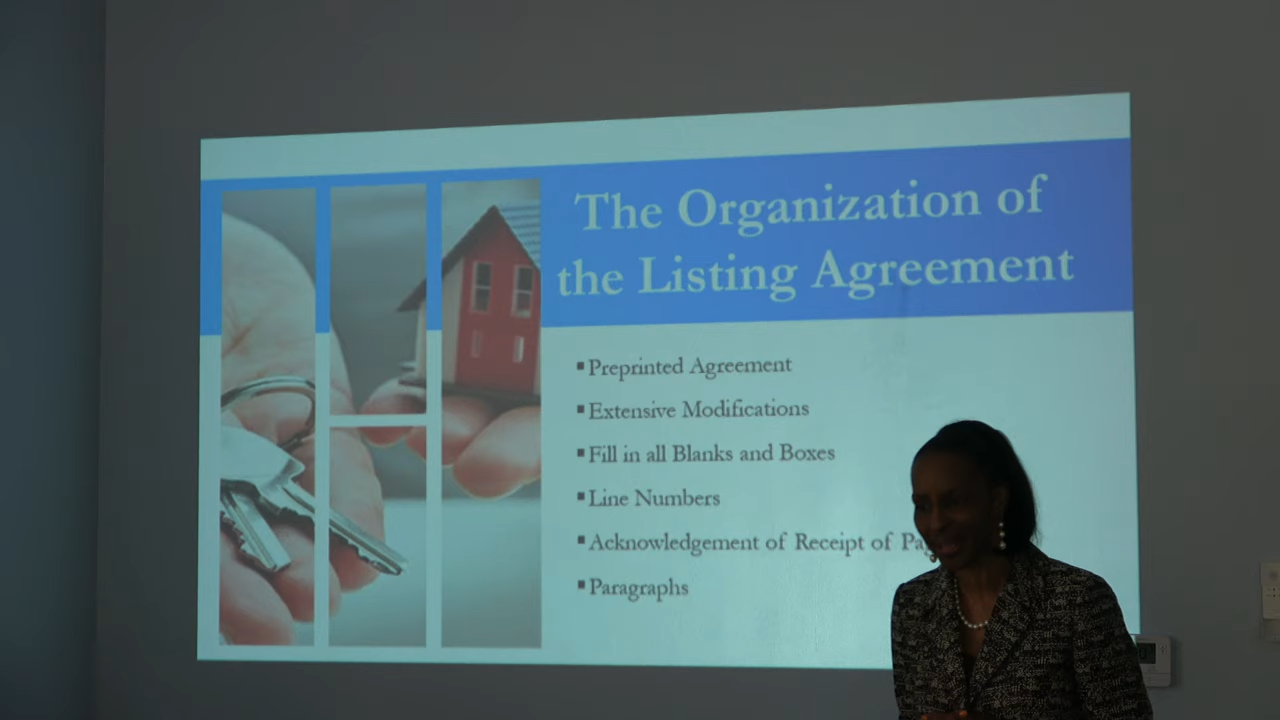 The Organization of
the Listing Agreement
▪Preprinted Agreement
▪Extensive Modifications
▪Fill in all Blanks and Boxes
▪Line Numbers
▪Acknowledgement of Receipt of
▪Paragraphs